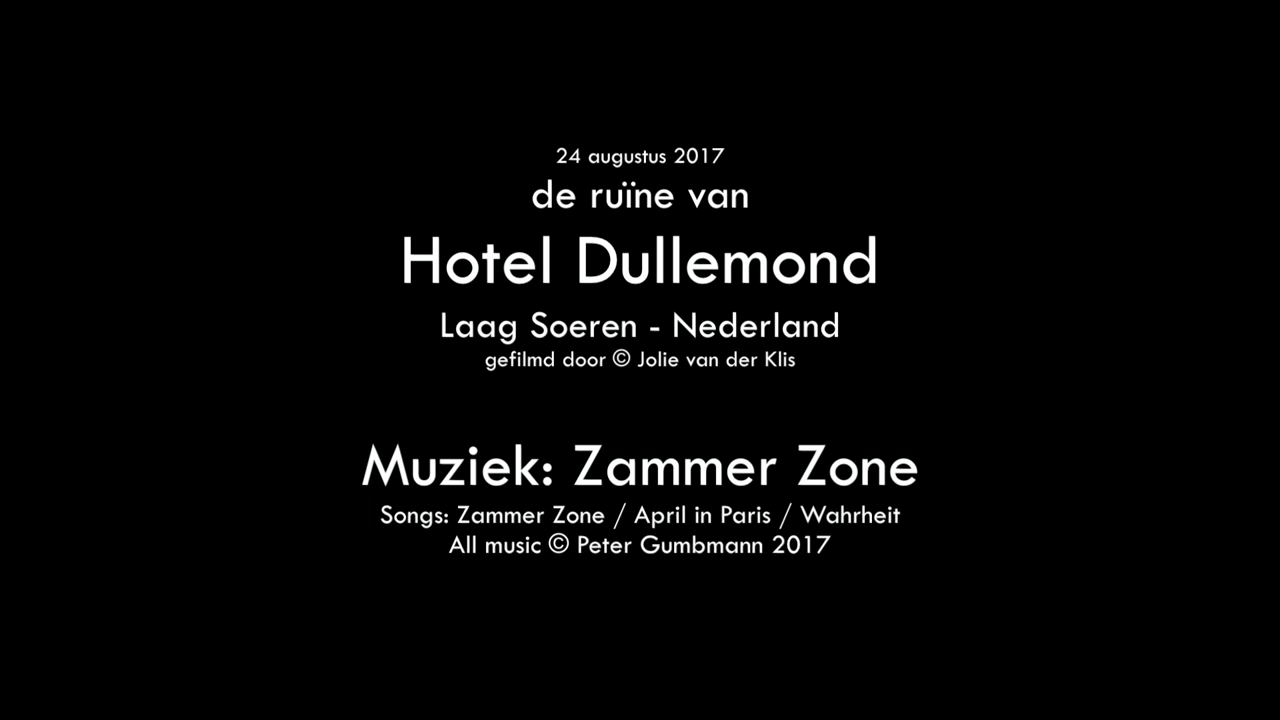 24 augustus 2017
de ruïne van
Hotel Dullemond
Laag Soeren - Nederland
gefilmd door © Jolie van der Klis
Muziek: Zammer Zone
Songs: Zammer Zone / April in Paris / Wahrheit
All music © Peter Gumbmann 2017